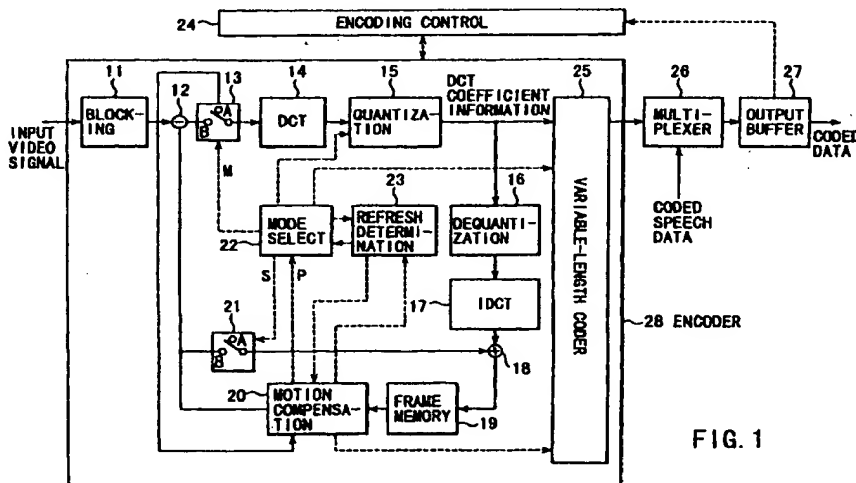 24
ENCODING CONTROL
11
12
13
14
15
DCT
COEFFICIENT
INFORMATION
25
26
27
INPUT
VIDEO
SIGNAL
BLOCK-
ING
A
B
DCT
QUANTIZA-
TION
MULTI-
PLEXER
OUTPUT
BUFFER
CODED
DATA
M
23
16
CODED
SPEECH
DATA
MODE
SELECT
22
REFRESH
DETERMI-
NATION
DEQUANTI-
ZATION
VARIABLE-LENGTH CODER
S
P
17
IDCT
28 ENCODER
21
A
B
18
20
MOTION
COMPENSA-
TION
FRAME
MEMORY
19
FIG. 1